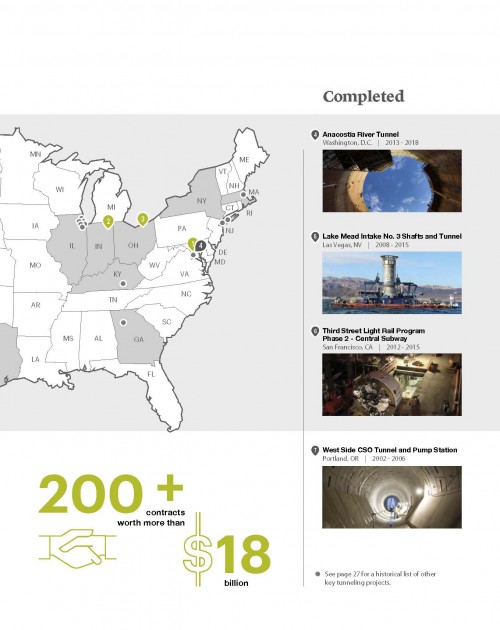 Completed
4 Anacostia River Tunnel
Washington, D.C. | 2013 - 2018
5 Lake Mead Intake No. 3 Shafts and Tunnel
Las Vegas, NV | 2008 - 2015
6 Third Street Light Rail Program
Phase 2 - Central Subway
San Francisco, CA | 2012 - 2015
7 West Side CSO Tunnel and Pump Station
Portland, OR | 2002 - 2006
See page 27 for a historical list of other
key tunneling projects.
MN
ME
VT
NH
WI
NY
MA
MI
CT
RI
2
3
IA
PA
NJ
IL
IN
OH
1
4
DE
MD
MO
WV
VA
KY
NC
TN
AR
SC
MS
AL
GA
LA
FL
200 +
contracts
worth more than
$18
billion